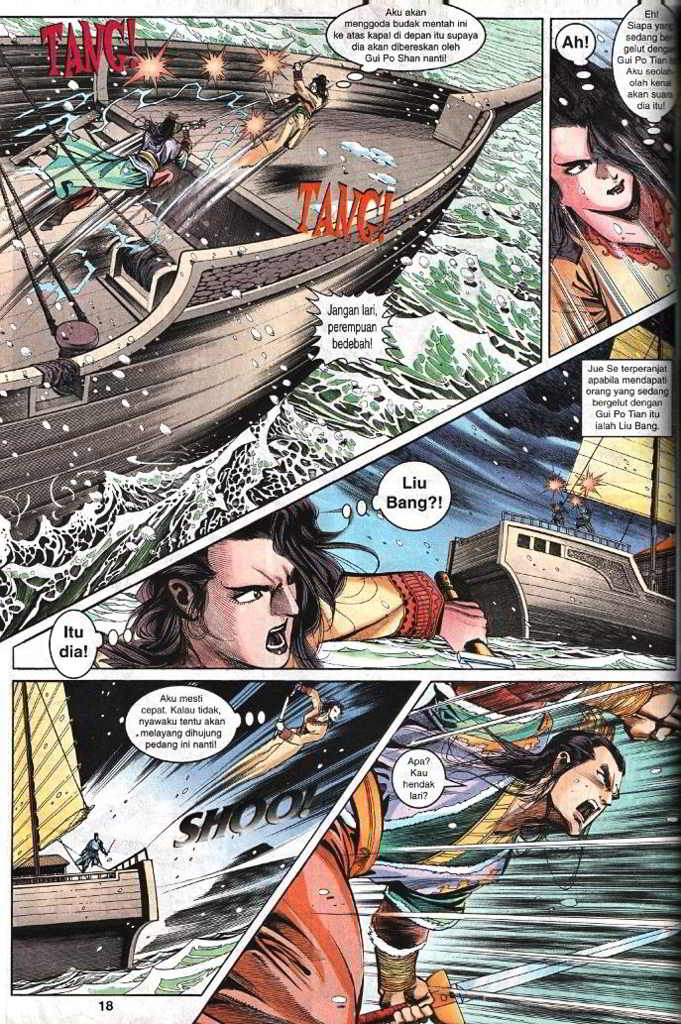 Aku akan
menggoda budak mentah ini
ke atas kapal di depan itu supaya
dia akan dibereskan oleh
Gui Po Shan nanti!
TANG!
TANG!
Jangan lari,
perempuan
bedebah!
Ah!
Eh!
Siapa yang
sedang ber
gelut dengan
Gui Po Tian i
Aku seolah
olah kena
akan suara
dia itu!
Jue Se terperanjat
apabila mendapati
orang yang sedang
bergelut dengan
Gui Po Tian itu
ialah Liu Bang.
Liu
Bang?!
Itu
dia!
Aku mesti
cepat. Kalau tidak,
nyawaku tentu akan
melayang dihujung
pedang ini nanti!
SHOO!
Apa?
Kau
hendak
lari?
18